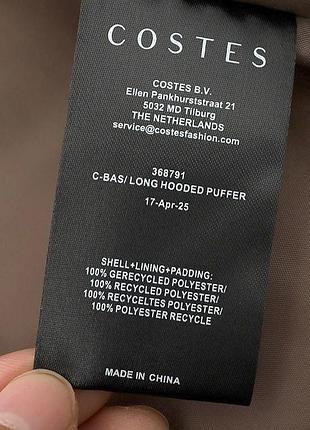 COSTES
COSTES B.V.
Ellen Pankhurststraat 21
5032 MD Tilburg
THE NETHERLANDS
service@costesfashion.com
368791
C-BAS/ LONG HOODED PUFFER
17-Apr-25
SHELL+LINING+PADDING:
100% GERECYCLED POLYESTER/
100% RECYCLED POLYESTER/
100% RECYCELTES POLYESTER/
100% POLYESTER RECYCLE
MADE IN CHINA